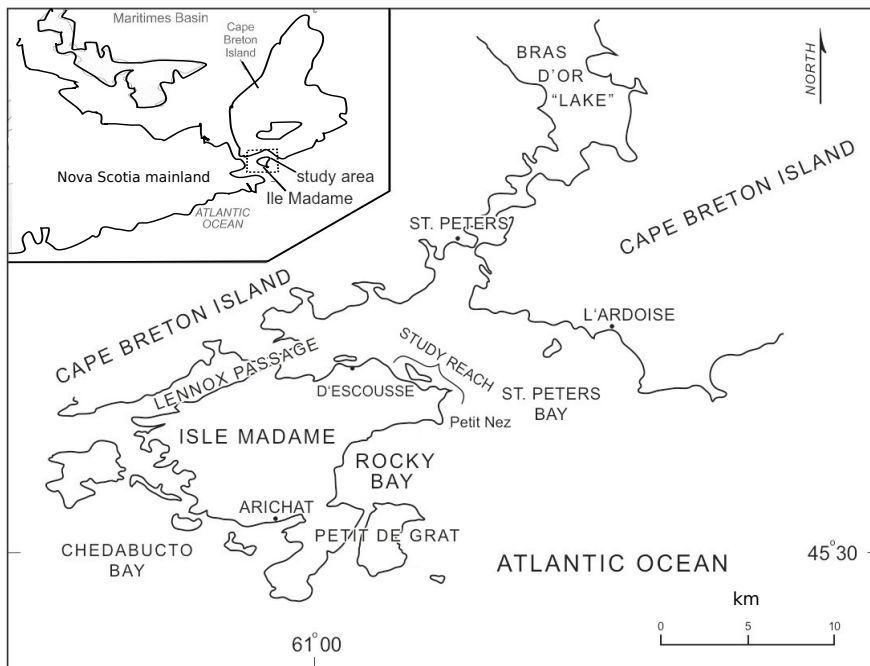 Maritimes Basin
Cape
Breton
Island
Nova Scotia mainland
study area
Ile Madame
ATLANTIC
OCEAN
BRAS
D'OR
"LAKE"
NORTH
CAPE BRETON ISLAND
ST. PETERS
CAPE BRETON ISLAND
L'ARDOISE
LENNOX PASSAGE
STUDY REACH
D'ESCOUSSE
ST. PETERS
BAY
Petit Nez
ISLE MADAME
ROCKY
BAY
ARICHAT
PETIT DE GRAT
CHEDABUCTO
BAY
ATLANTIC OCEAN
45°30
km
0 5 10
61°00